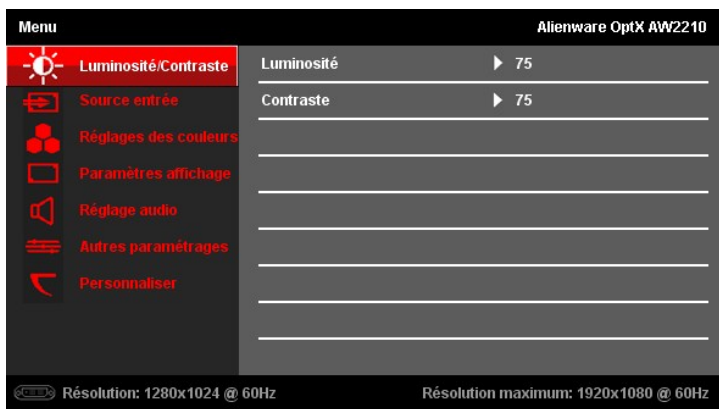 Menu Alienware OptX AW2210
Luminosité/Contraste Luminosité 75
Source entrée Contraste 75
Réglages des couleurs
Paramètres affichage
Réglage audio
Autres paramétrages
Personnaliser
Résolution: 1280x1024 @ 60Hz Résolution maximum: 1920x1080 @ 60Hz